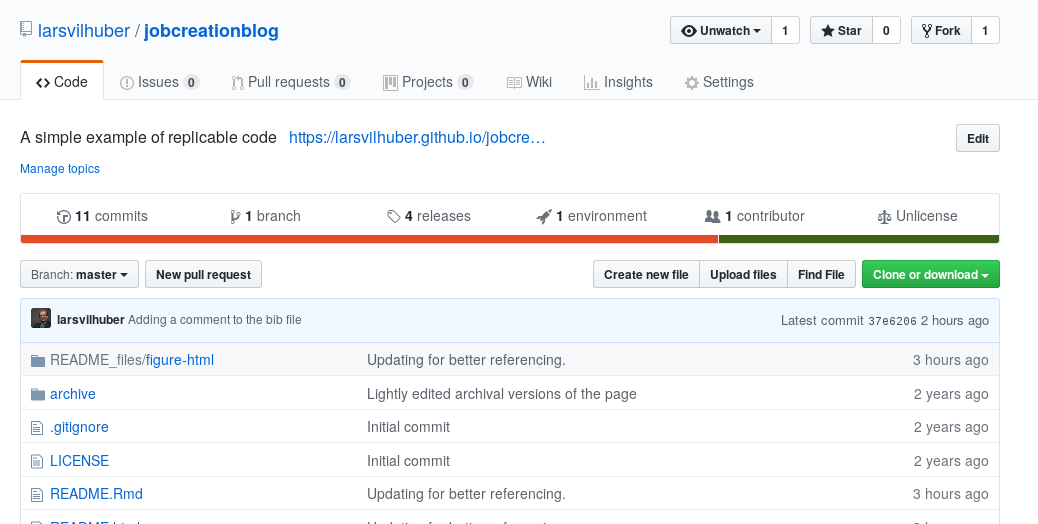 larsvilhuber / jobcreationblog
Unwatch 1 Star 0 Fork 1
Code Issues 0 Pull requests 0 Projects 0 Wiki Insights Settings
A simple example of replicable code https://larsvilhuber.github.io/jobcre… Edit
Manage topics
11 commits 1 branch 4 releases 1 environment 1 contributor Unlicense
Branch: master New pull request Create new file Upload files Find File Clone or download
larsvilhuber Adding a comment to the bib file Latest commit 37e6206 2 hours ago
README_files/figure-html Updating for better referencing. 3 hours ago
archive Lightly edited archival versions of the page 2 years ago
.gitignore Initial commit 2 years ago
LICENSE Initial commit 2 years ago
README.Rmd Updating for better referencing. 3 hours ago